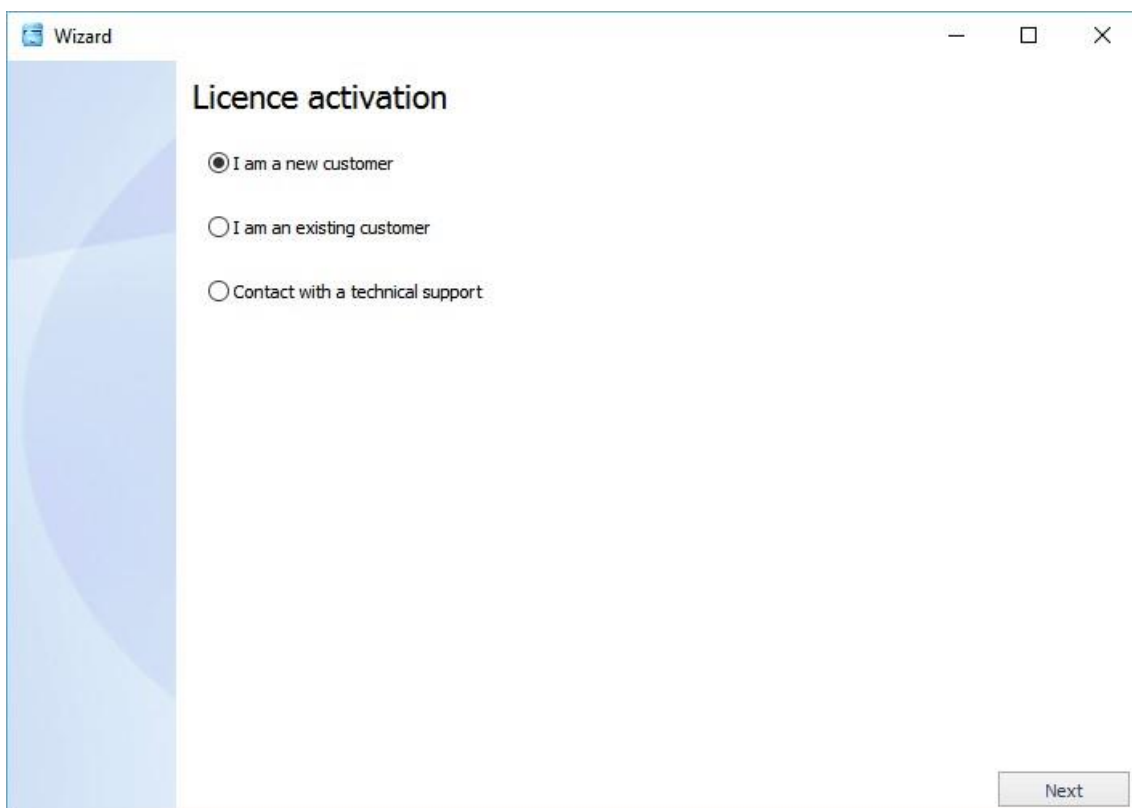 Wizard
Licence activation
I am a new customer
I am an existing customer
Contact with a technical support
Next